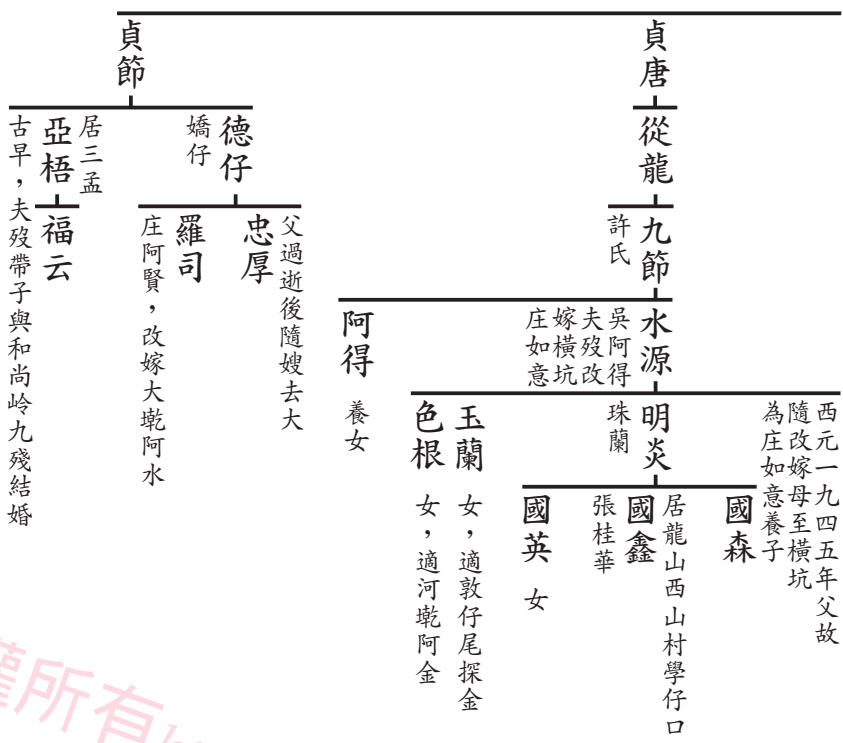 貞唐
從龍
九節
許氏
水源
吳阿得
夫歿改
嫁橫坑
庄如意
西元一九四五年父故
隨改嫁母至橫坑
為庄如意養子
明炎
珠蘭
國森
居龍山西山村學仔口
國鑫
張桂華
國英 女
玉蘭 女，適敦仔尾探金
色根 女，適河墘阿金
阿得 養女
貞節
德仔
嬌仔
父過逝後隨嫂去大
忠厚
羅司
庄阿賢，改嫁大墘阿水
居三孟
亞梧
福云
古早，夫歿帶子與和尚岭九殘結婚
權所有